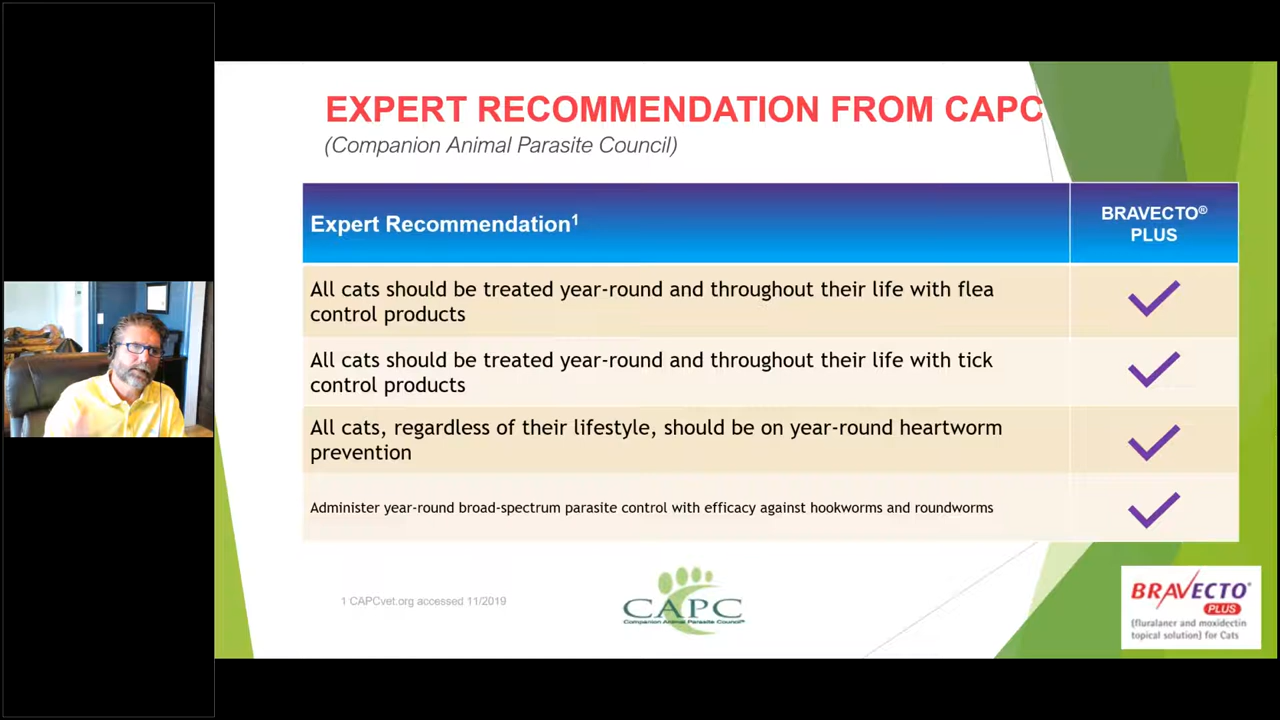 EXPERT RECOMMENDATION FROM CAPC
(Companion Animal Parasite Council)
Expert Recommendation¹
BRAVECTO®
PLUS
All cats should be treated year-round and throughout their life with flea
control products
All cats should be treated year-round and throughout their life with tick
control products
All cats, regardless of their lifestyle, should be on year-round heartworm
prevention
Administer year-round broad-spectrum parasite control with efficacy against hookworms and roundworms
1 CAPCvet.org accessed 11/2019
CAPC
Companion Animal Parasite Council
BRAVECTO®
PLUS
(fluralaner and moxidectin
topical solution) for Cats